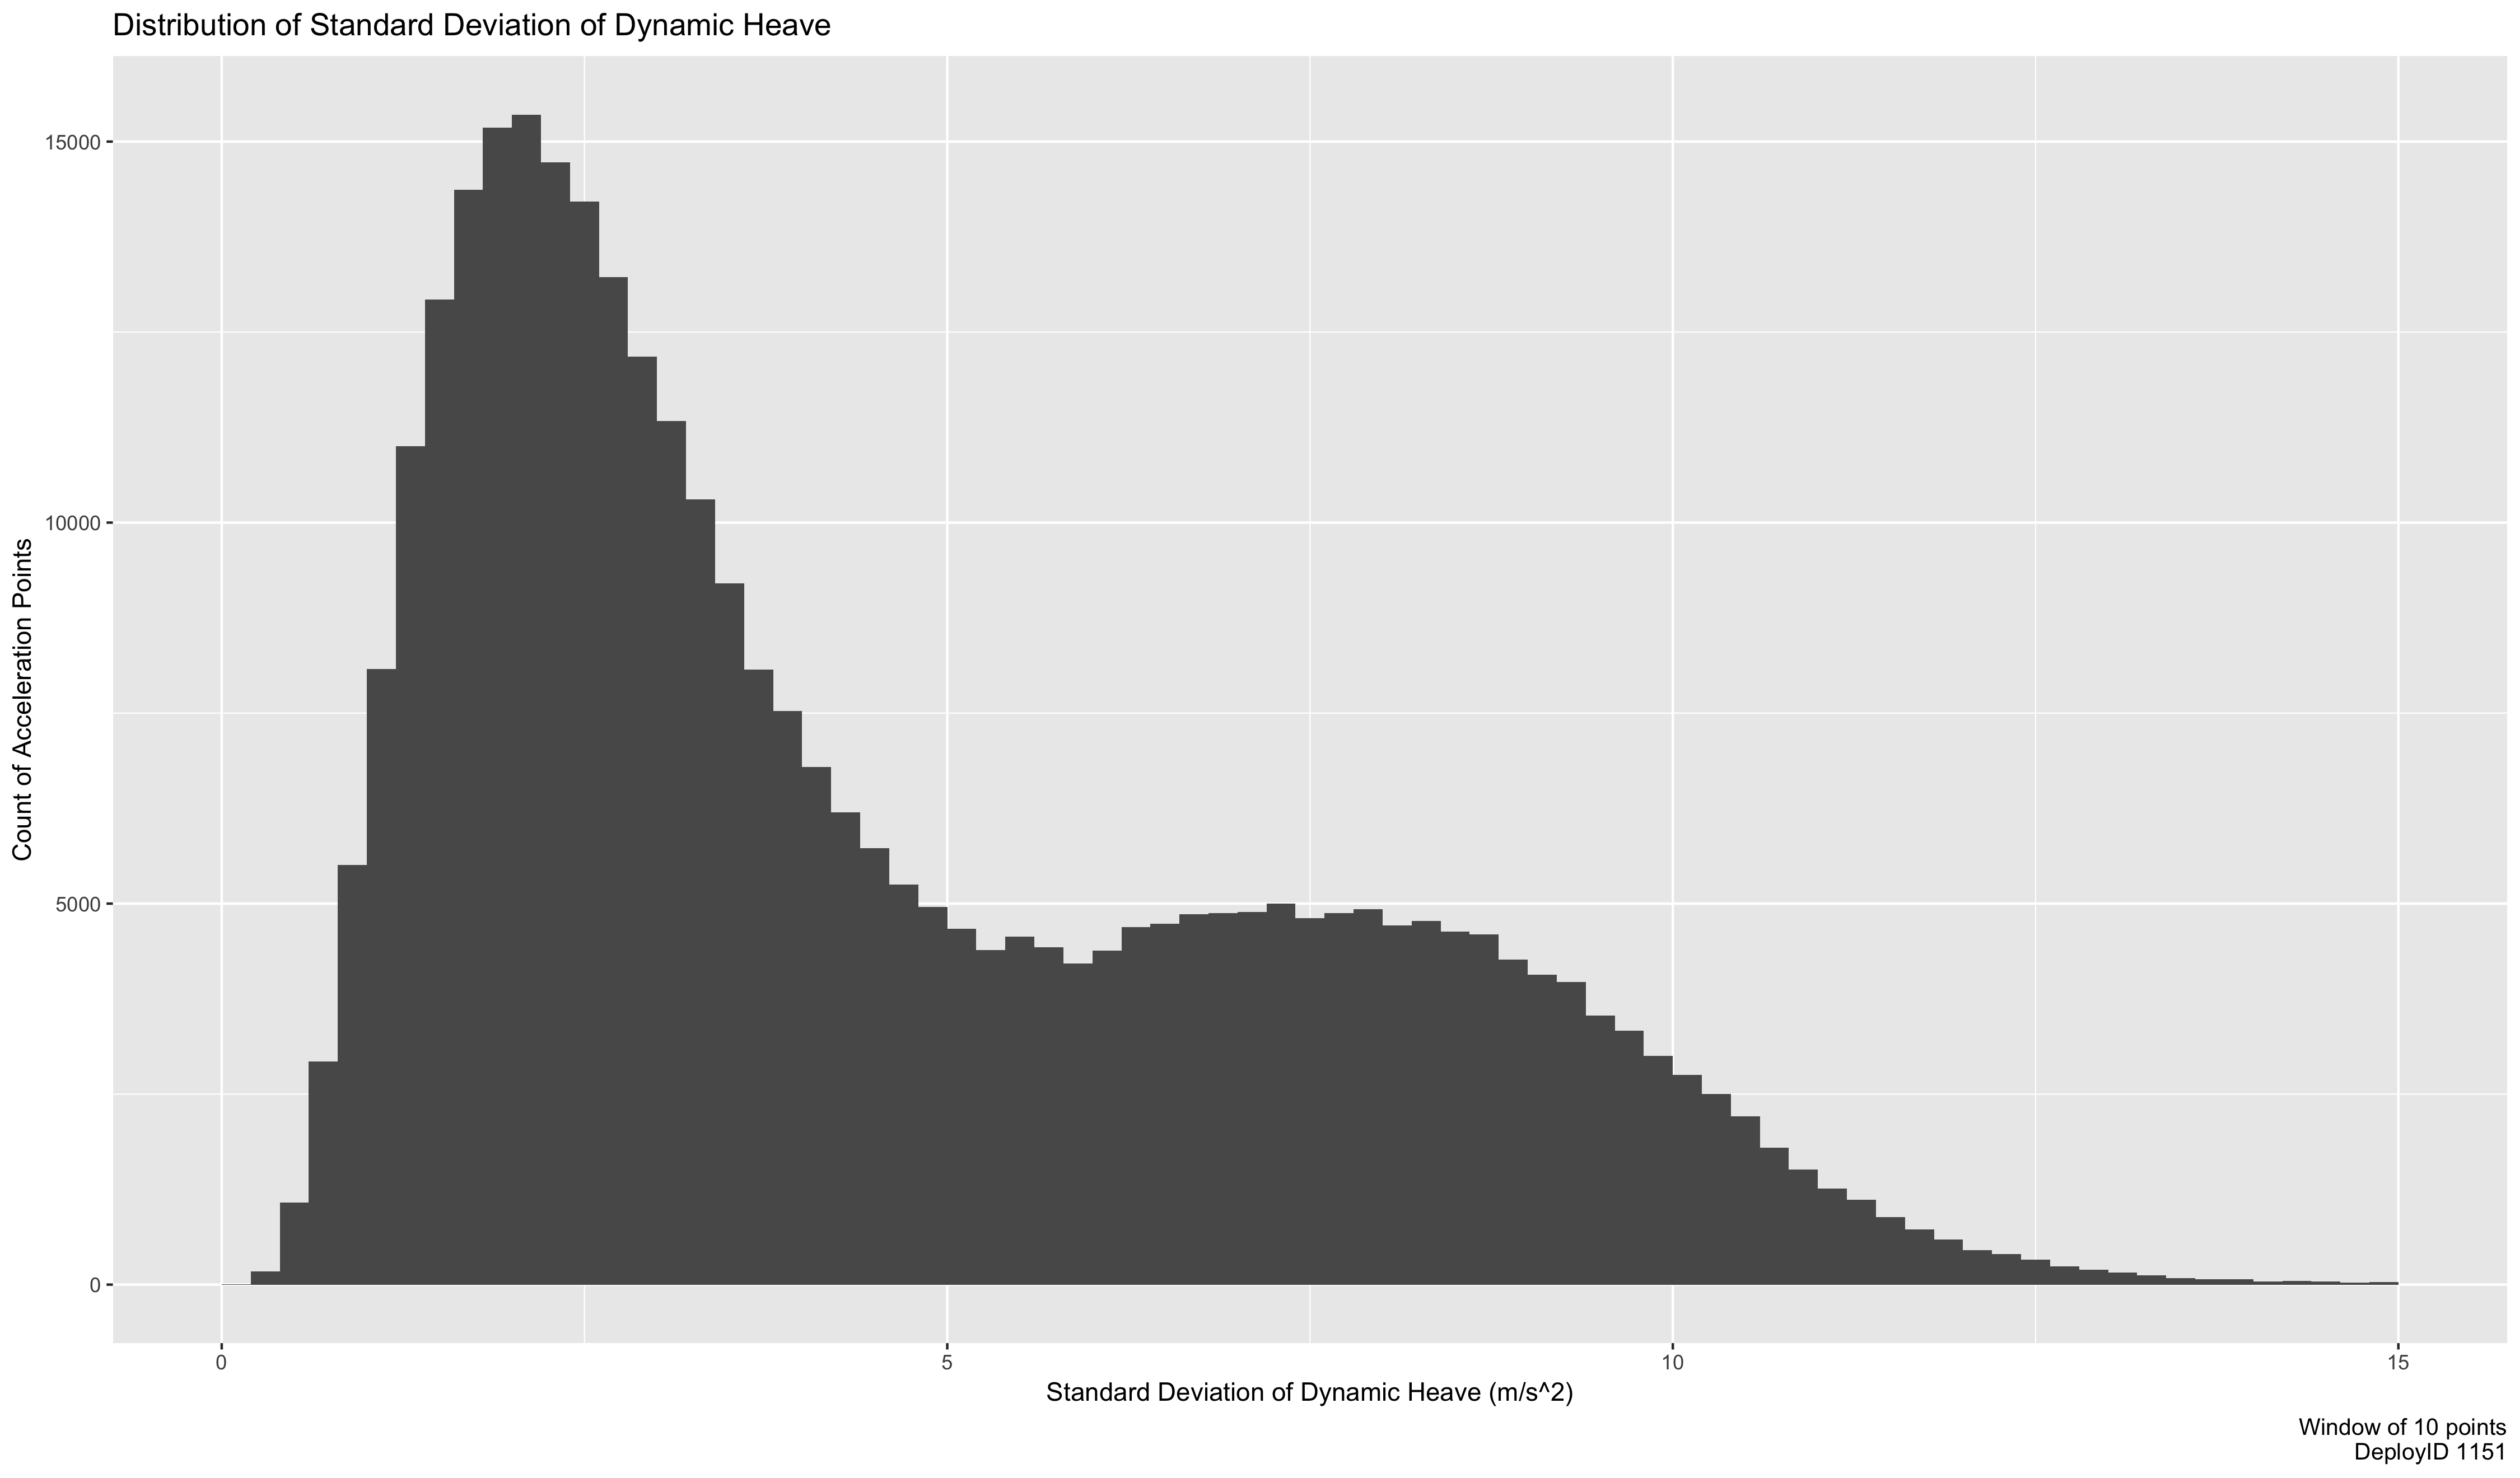 Distribution of Standard Deviation of Dynamic Heave
Count of Acceleration Points
15000
10000
5000
0
0
5
10
15
Standard Deviation of Dynamic Heave (m/s^2)
Window of 10 points
DeployID 1151